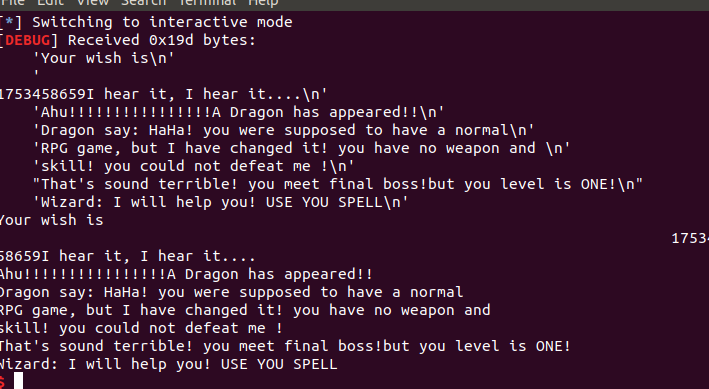 File Edit View Search Terminal Help
[*] Switching to interactive mode
[DEBUG] Received 0x19d bytes:
'Your wish is\n'
'
1753458659I hear it, I hear it....\n'
'Ahu!!!!!!!!!!!!!!!!A Dragon has appeared!!\n'
'Dragon say: HaHa! you were supposed to have a normal\n'
'RPG game, but I have changed it! you have no weapon and \n'
'skill! you could not defeat me !\n'
"That's sound terrible! you meet final boss!but you level is ONE!\n"
'Wizard: I will help you! USE YOU SPELL\n'
Your wish is
17534
58659I hear it, I hear it....
Ahu!!!!!!!!!!!!!!!!A Dragon has appeared!!
Dragon say: HaHa! you were supposed to have a normal
RPG game, but I have changed it! you have no weapon and
skill! you could not defeat me !
That's sound terrible! you meet final boss!but you level is ONE!
Wizard: I will help you! USE YOU SPELL
$